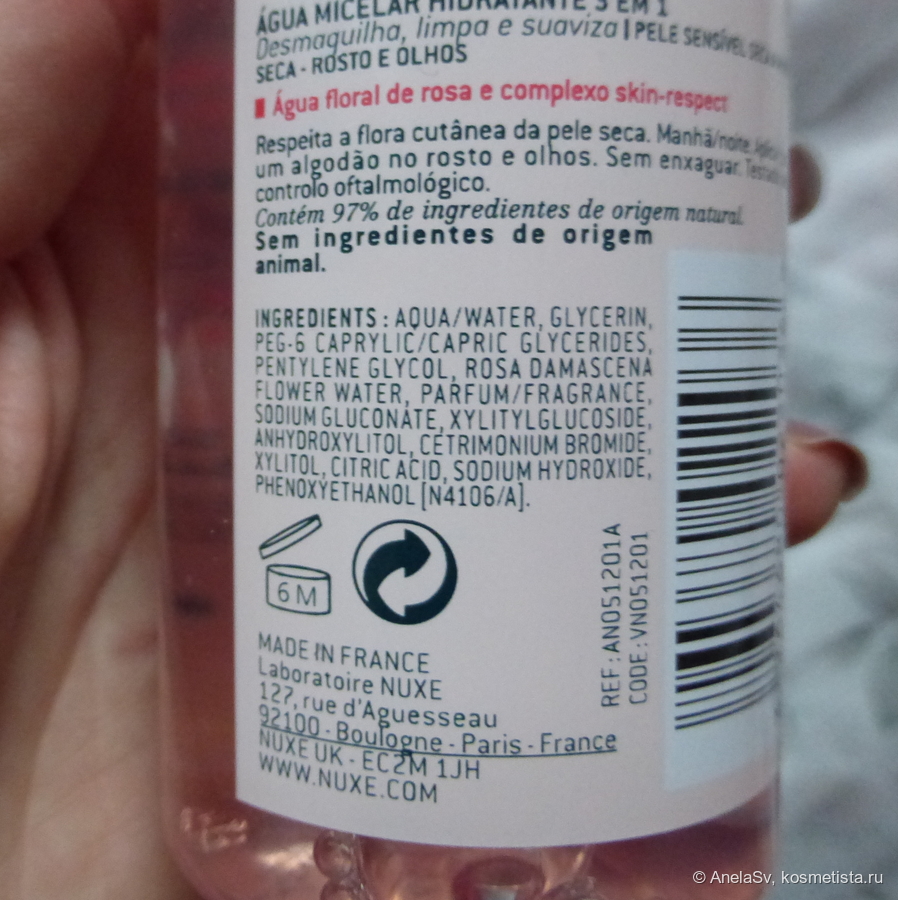 ÁGUA MICELAR HIDRATANTE 3 EM 1
Desmaquilha, limpa e suaviza | PELE SENSÍVEL
SECA - ROSTO E OLHOS
Água floral de rosa e complexo skin-respect
Respeita a flora cutânea da pele seca. Manhã/noite.
um algodão no rosto e olhos. Sem enxaguar.
controlo oftalmológico.
Contém 97% de ingredientes de origem natural.
Sem ingredientes de origem
animal.
INGREDIENTS : AQUA/WATER, GLYCERIN,
PEG-6 CAPRYLIC/CAPRIC GLYCERIDES,
PENTYLENE GLYCOL, ROSA DAMASCENA
FLOWER WATER, PARFUM/FRAGRANCE,
SODIUM GLUCONATE, XYLITYLGLUCOSIDE,
ANHYDROXYLITOL, CETRIMONIUM BROMIDE,
XYLITOL, CITRIC ACID, SODIUM HYDROXIDE,
PHENOXYETHANOL [N4106/A].
6 M
REF : AN051201A
CODE : VN051201
MADE IN FRANCE
Laboratoire NUXE
127, rue d'Aguesseau
92100 - Boulogne - Paris - France
NUXE UK - EC2M 1JH
WWW.NUXE.COM
© AnelaSv, kosmetista.ru